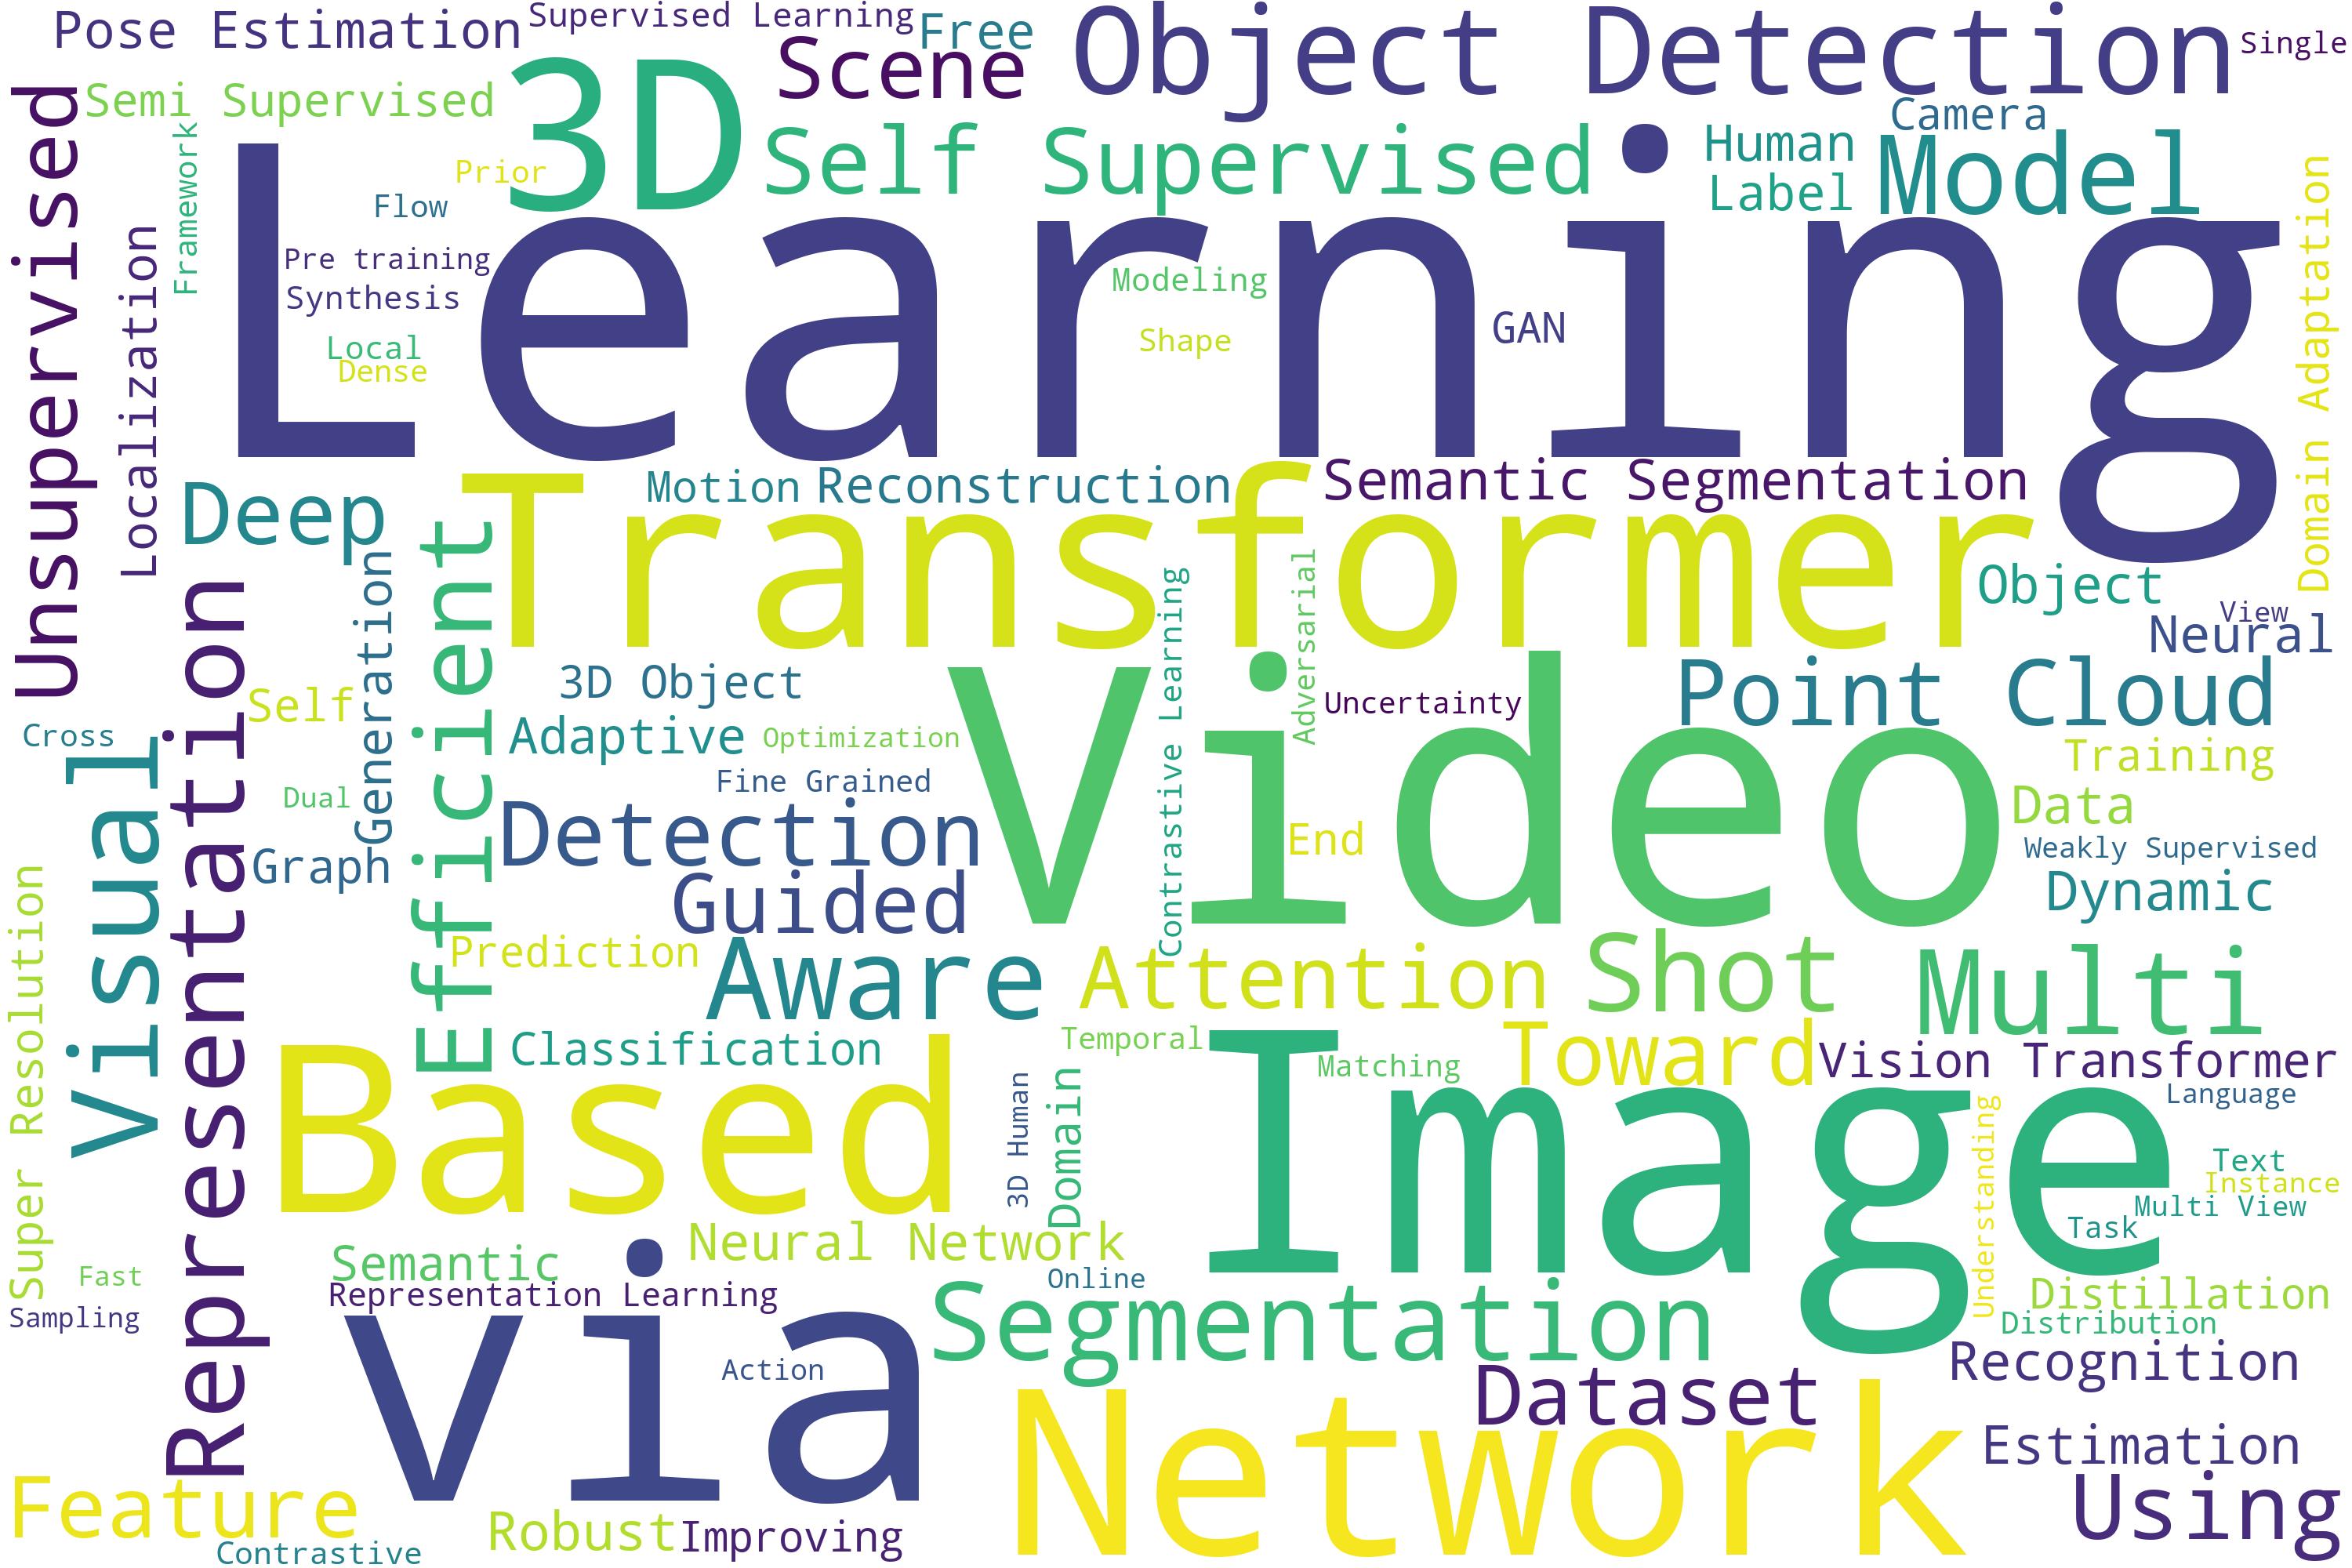 Pose Estimation
Supervised Learning
Free
Object Detection
Single
Scene
Semi Supervised
3D
Self Supervised
Human
Label
Camera
Model
Unsupervised
Localization
Framework
Prior
Flow
Learning
Pre training
Synthesis
Local
Dense
Modeling
Shape
GAN
Domain Adaptation
Deep
Motion
Reconstruction
Semantic Segmentation
Transformer
Object
View
Neural
Efficient
Generation
Representation
Self
3D Object
Adaptive
Optimization
Contrastive Learning
Adversarial
Uncertainty
Point Cloud
Video
Training
Data
Weakly Supervised
Dynamic
Cross
Visual
Dual
Graph
Fine Grained
Detection
Guided
End
Super Resolution
Prediction
Aware
Attention
Shot
Multi
Classification
Temporal
Matching
Toward
Vision Transformer
Based
3D Human
Domain
Image
Understanding
Language
Text
Instance
Multi View
Task
Neural Network
Semantic
Representation Learning
Online
Fast
Sampling
Segmentation
Distillation
Distribution
via
Action
Dataset
Recognition
Network
Estimation
Using
Feature
Robust
Improving
Contrastive